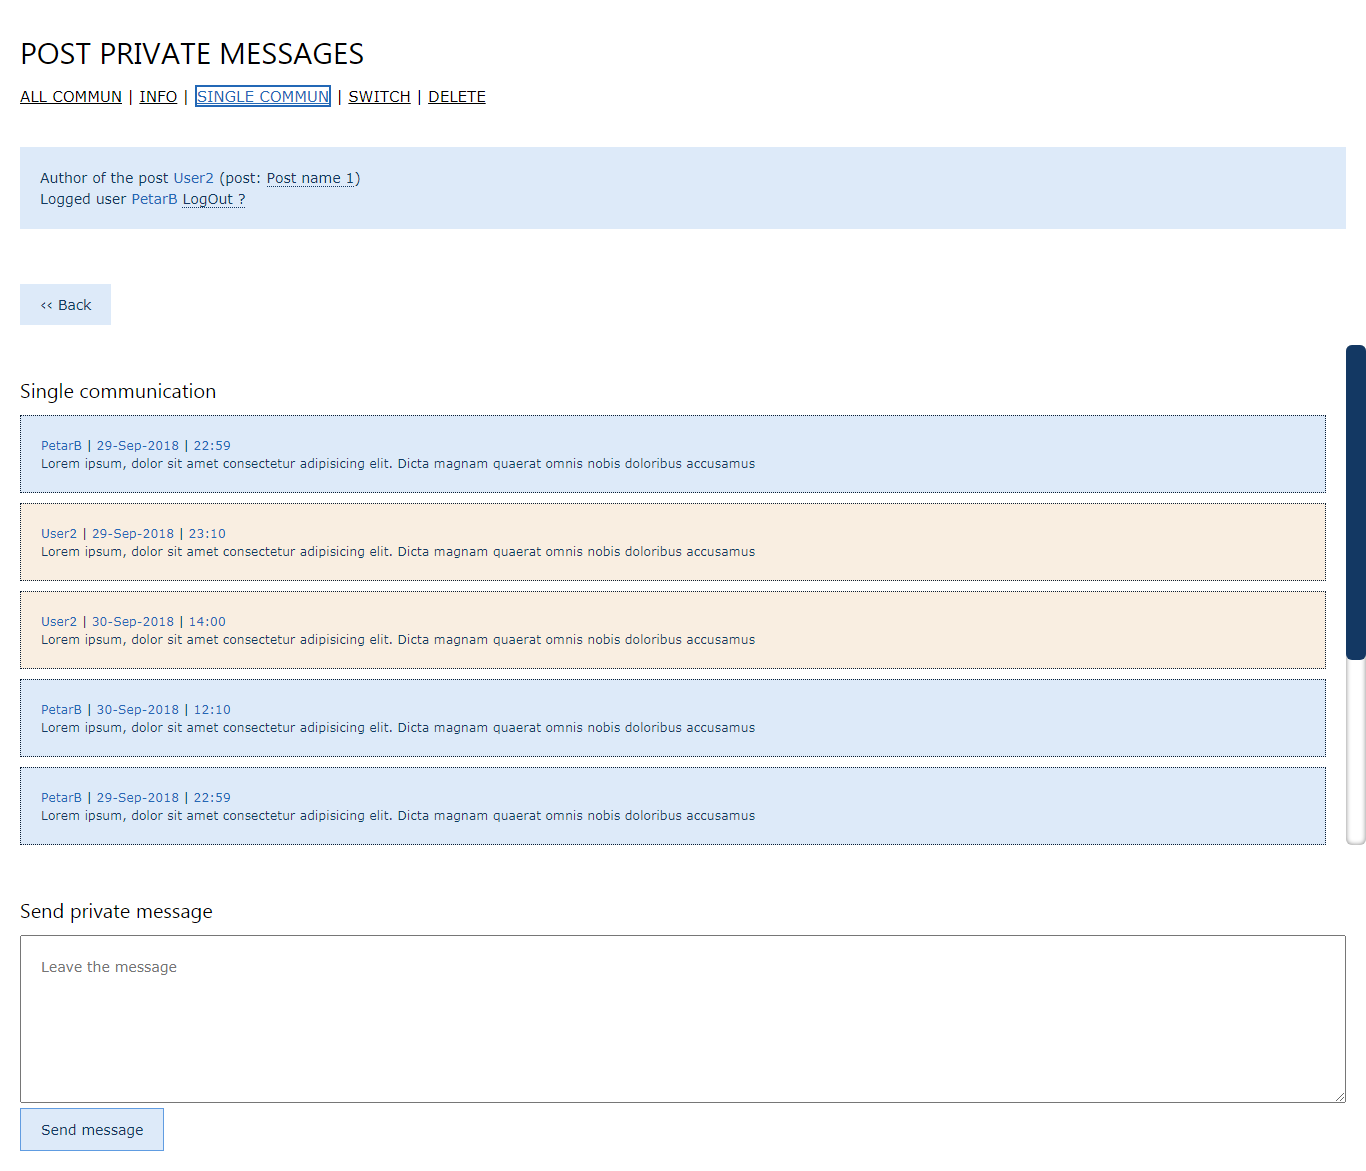 POST PRIVATE MESSAGES
ALL COMMUN | INFO | SINGLE COMMUN | SWITCH | DELETE
Author of the post User2 (post: Post name 1)
Logged user PetarB LogOut ?
<< Back
Single communication
PetarB | 29-Sep-2018 | 22:59
Lorem ipsum, dolor sit amet consectetur adipisicing elit. Dicta magnam quaerat omnis nobis doloribus accusamus
User2 | 29-Sep-2018 | 23:10
Lorem ipsum, dolor sit amet consectetur adipisicing elit. Dicta magnam quaerat omnis nobis doloribus accusamus
User2 | 30-Sep-2018 | 14:00
Lorem ipsum, dolor sit amet consectetur adipisicing elit. Dicta magnam quaerat omnis nobis doloribus accusamus
PetarB | 30-Sep-2018 | 12:10
Lorem ipsum, dolor sit amet consectetur adipisicing elit. Dicta magnam quaerat omnis nobis doloribus accusamus
PetarB | 29-Sep-2018 | 22:59
Lorem ipsum, dolor sit amet consectetur adipisicing elit. Dicta magnam quaerat omnis nobis doloribus accusamus
Send private message
Leave the message
Send message